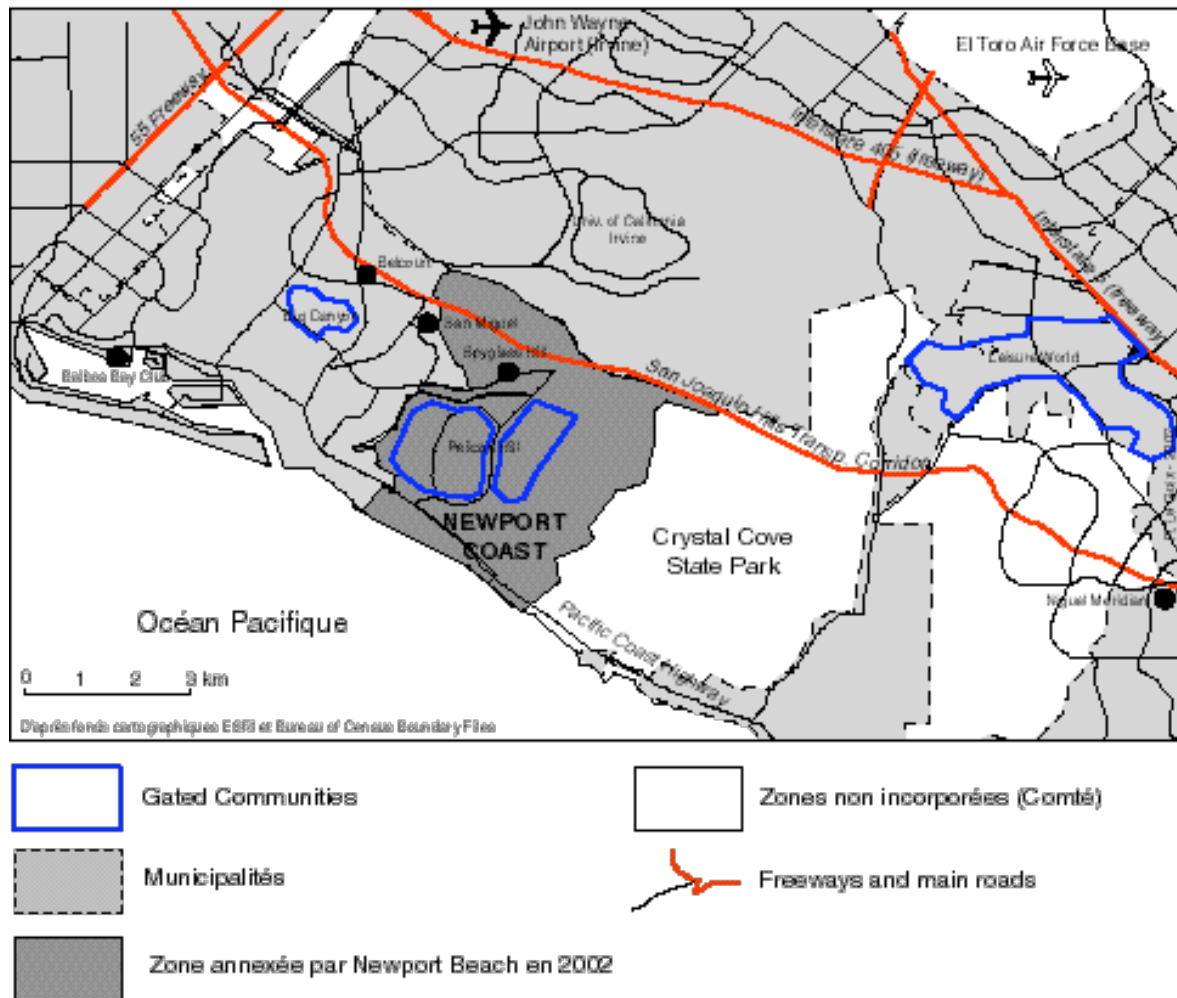 John Wayne
Airport (Irvine)
El Toro Air Force Base
55 Freeway
Interstate 405 (freeway)
Univ. of California
Irvine
Interstate 5 (freeway)
Belcourt
Big Canyon
San Miguel
Spyglass Hill
Leisure World
Balboa Bay Club
San Joaquin Hills Transp. Corridor
Pelican Hill
NEWPORT
COAST
Crystal Cove
State Park
Niguel Meridian
Océan Pacifique
Pacific Coast Highway
0 1 2 3 km
D'après fonds cartographiques ESRI et Bureau of Census Boundary Files
Gated Communities
Zones non incorporées (Comté)
Municipalités
Freeways and main roads
Zone annexée par Newport Beach en 2002